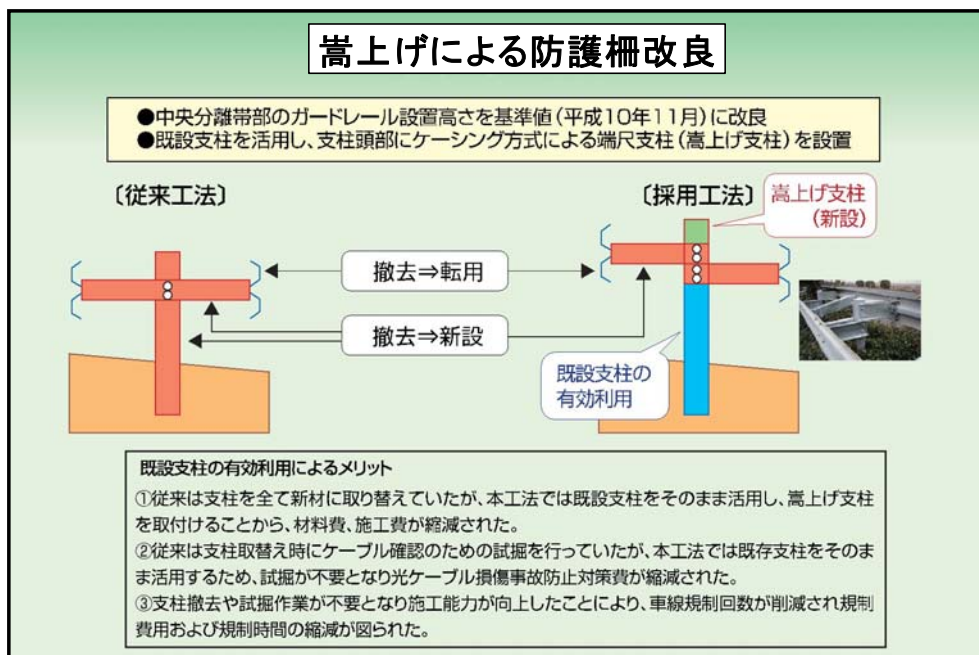 嵩上げによる防護柵改良
●中央分離帯部のガードレール設置高さを基準値(平成10年11月)に改良
●既設支柱を活用し、支柱頭部にケーシング方式による端尺支柱(嵩上げ支柱)を設置
〔従来工法〕
〔採用工法〕
嵩上げ支柱
(新設)
撤去⇒転用
撤去⇒新設
既設支柱の
有効利用
既設支柱の有効利用によるメリット
①従来は支柱を全て新材に取り替えていたが、本工法では既設支柱をそのまま活用し、嵩上げ支柱
を取付けることから、材料費、施工費が縮減された。
②従来は支柱取替え時にケーブル確認のための試掘を行っていたが、本工法では既存支柱をそのま
ま活用するため、試掘が不要となり光ケーブル損傷事故防止対策費が縮減された。
③支柱撤去や試掘作業が不要となり施工能力が向上したことにより、車線規制回数が削減され規制
費用および規制時間の縮減が図られた。